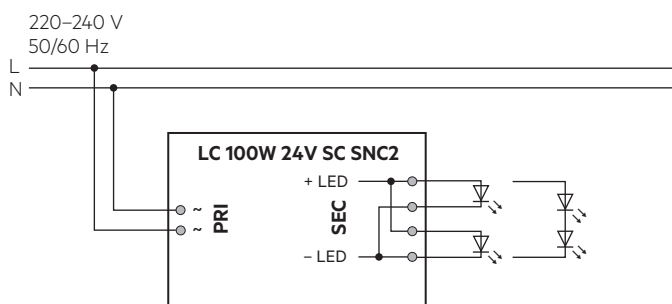 220–240 V
50/60 Hz
L
N
LC 100W 24V SC SNC2
+ LED
~ PRI
~
SEC
– LED